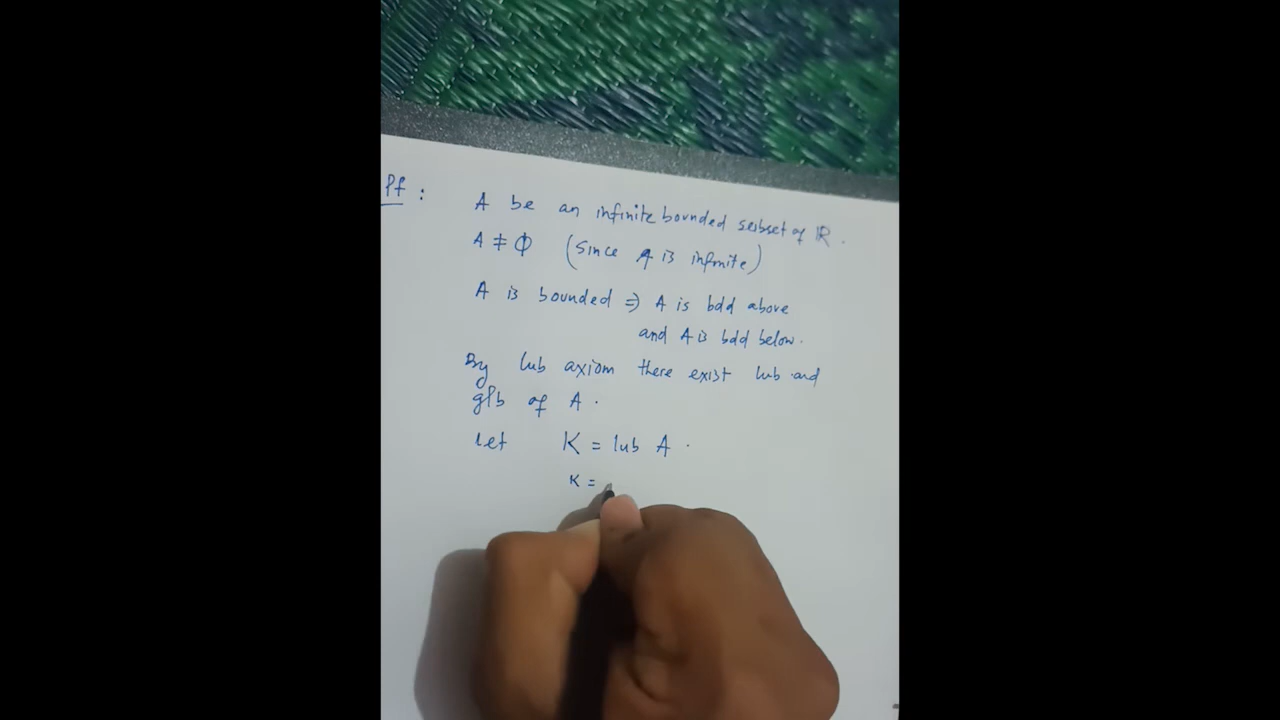 Pf : A be an infinite bounded subset of ℝ.
A ≠ ϕ (Since A is infinite)
A is bounded ⇒ A is bdd above
and A is bdd below.
By lub axiom there exist lub and
glb of A.
let K = lub A.
K =